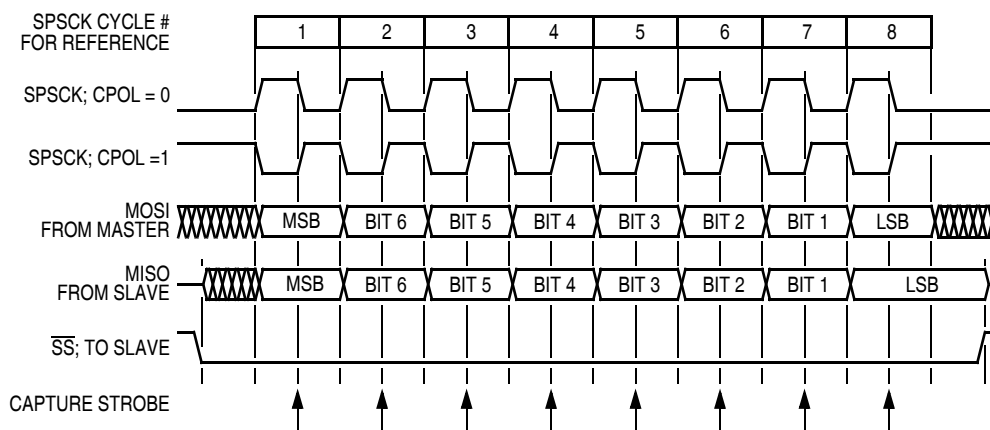 SPSCK CYCLE #
FOR REFERENCE
1 2 3 4 5 6 7 8
SPSCK; CPOL = 0
SPSCK; CPOL =1
MOSI
FROM MASTER
MSB BIT 6 BIT 5 BIT 4 BIT 3 BIT 2 BIT 1 LSB
MISO
FROM SLAVE
MSB BIT 6 BIT 5 BIT 4 BIT 3 BIT 2 BIT 1 LSB
SS; TO SLAVE
CAPTURE STROBE